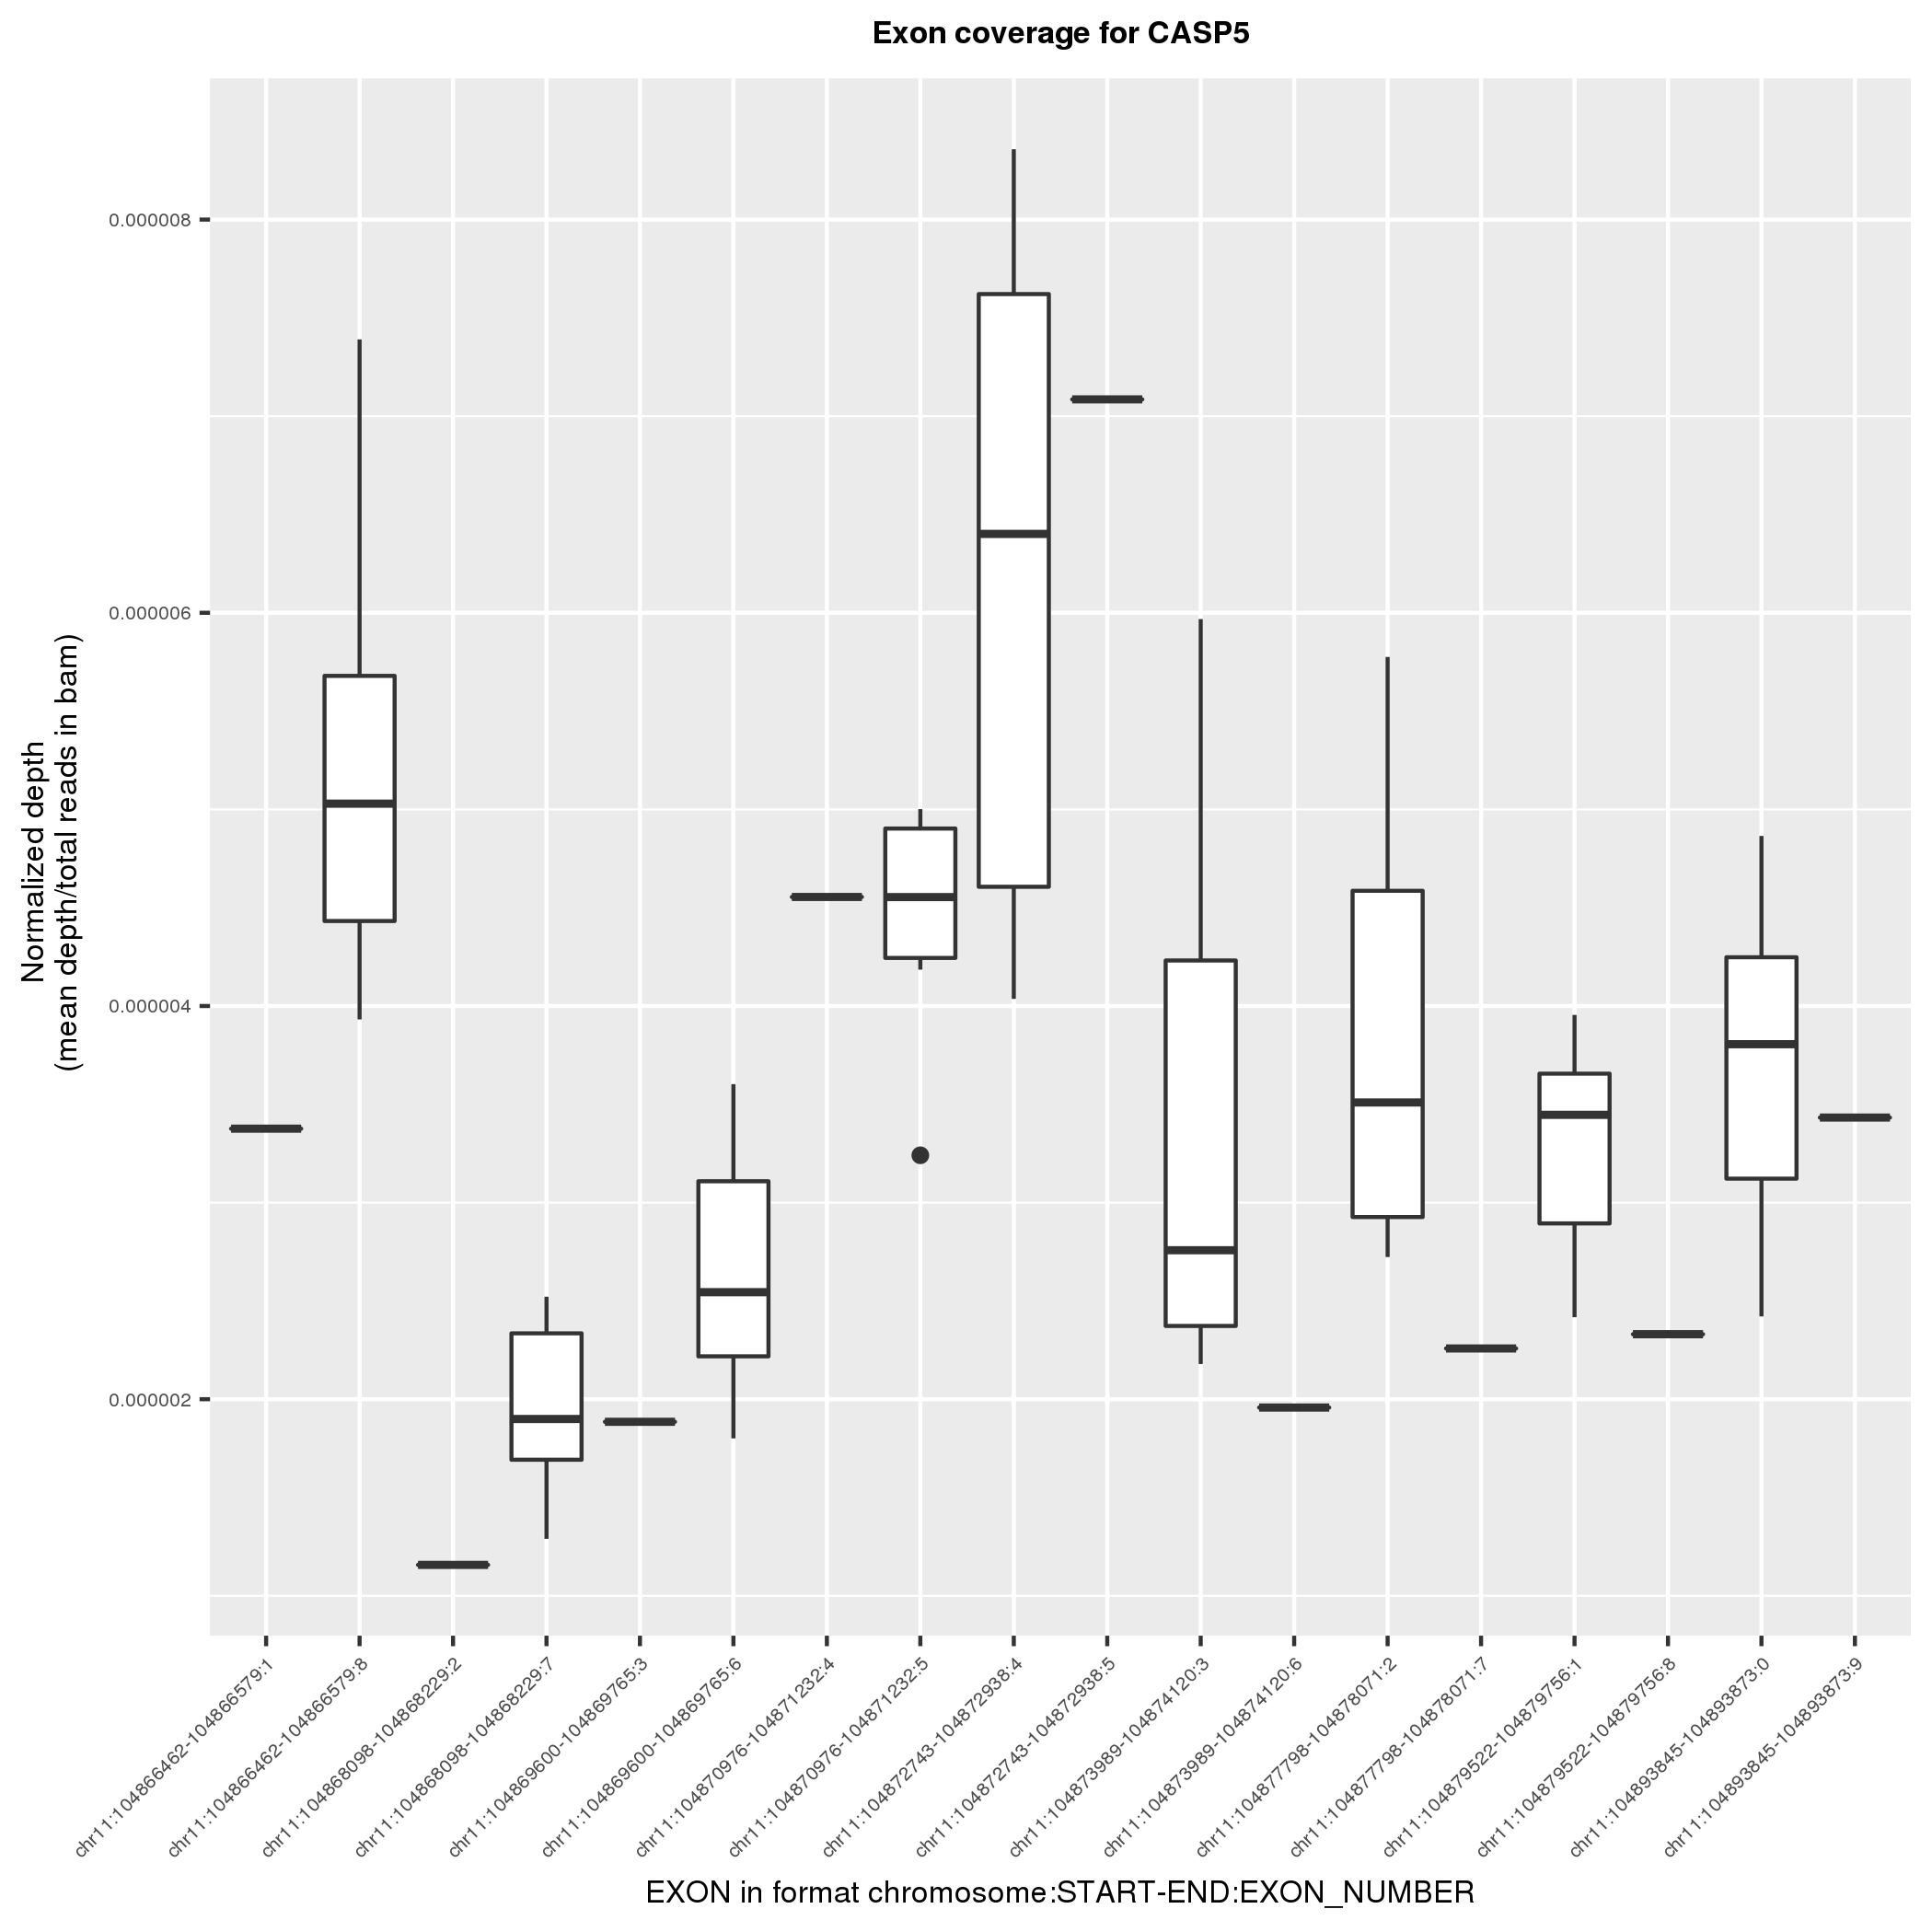 Exon coverage for CASP5
0.000008
0.000006
0.000004
0.000002
Normalized depth
(mean depth/total reads in bam)
chr11:104866462-104866579:1
chr11:104866462-104866579:8
chr11:104868098-104868229:2
chr11:104868098-104868229:7
chr11:104869600-104869765:3
chr11:104869600-104869765:6
chr11:104870976-104871232:4
chr11:104870976-104871232:5
chr11:104872743-104872938:4
chr11:104872743-104872938:5
chr11:104873989-104874120:3
chr11:104873989-104874120:6
chr11:104877798-104878071:2
chr11:104877798-104878071:7
chr11:104879522-104879756:1
chr11:104879522-104879756:8
chr11:104893845-104893873:0
chr11:104893845-104893873:9
EXON in format chromosome:START-END:EXON_NUMBER